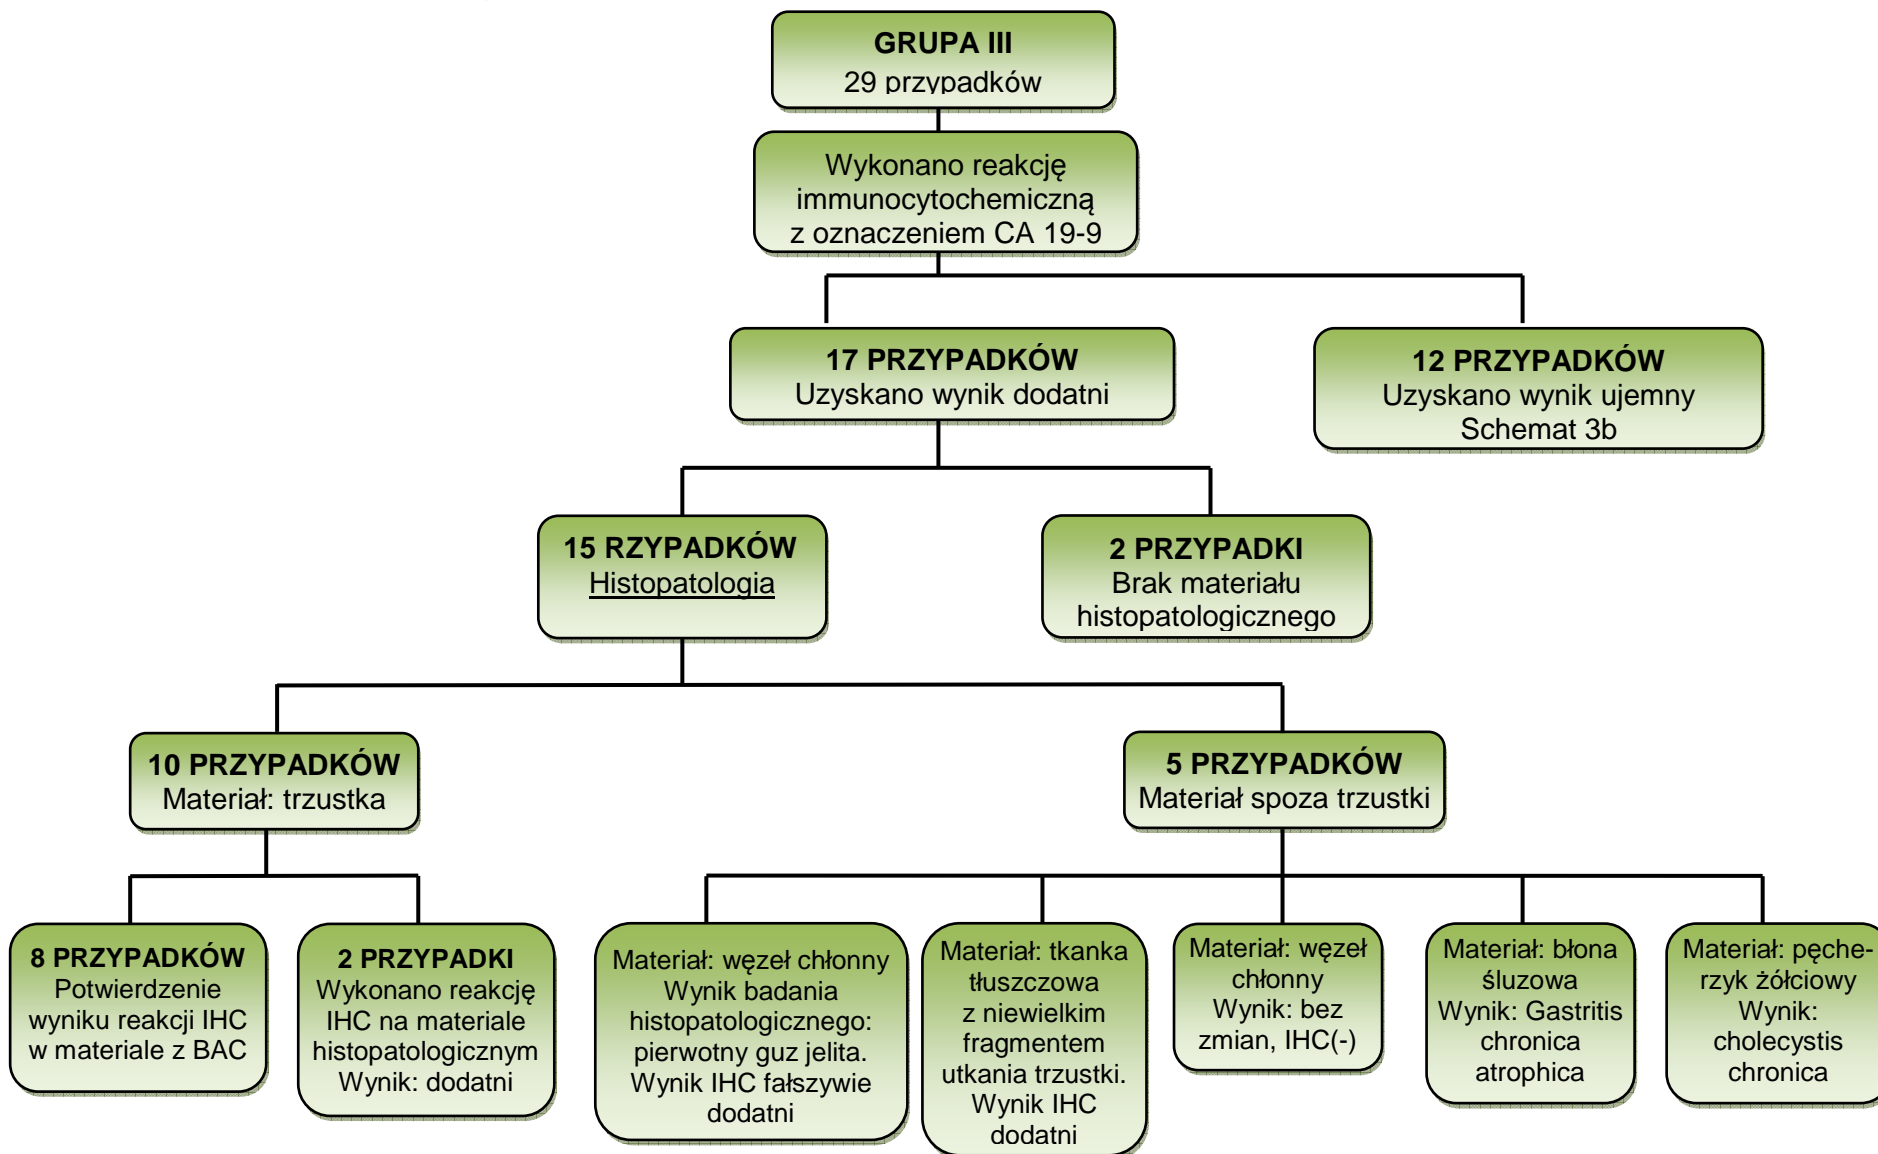 GRUPA III
29 przypadków
Wykonano reakcję
immunocytochemiczną
z oznaczeniem CA 19-9
17 PRZYPADKÓW
Uzyskano wynik dodatni
12 PRZYPADKÓW
Uzyskano wynik ujemny
Schemat 3b
15 RZYPADKÓW
Histopatologia
2 PRZYPADKI
Brak materiału
histopatologicznego
10 PRZYPADKÓW
Materiał: trzustka
5 PRZYPADKÓW
Materiał spoza trzustki
8 PRZYPADKÓW
Potwierdzenie
wyniku reakcji IHC
w materiale z BAC
2 PRZYPADKI
Wykonano reakcję
IHC na materiale
histopatologicznym
Wynik: dodatni
Materiał: węzeł chłonny
Wynik badania
histopatologicznego:
pierwotny guz jelita.
Wynik IHC fałszywie
dodatni
Materiał: tkanka
tłuszczowa
z niewielkim
fragmentem
utkania trzustki.
Wynik IHC
dodatni
Materiał: węzeł
chłonny
Wynik: bez
zmian, IHC(-)
Materiał: błona
śluzowa
Wynik: Gastritis
chronica
atrophica
Materiał: pęche-
rzyk żółciowy
Wynik:
cholecystis
chronica